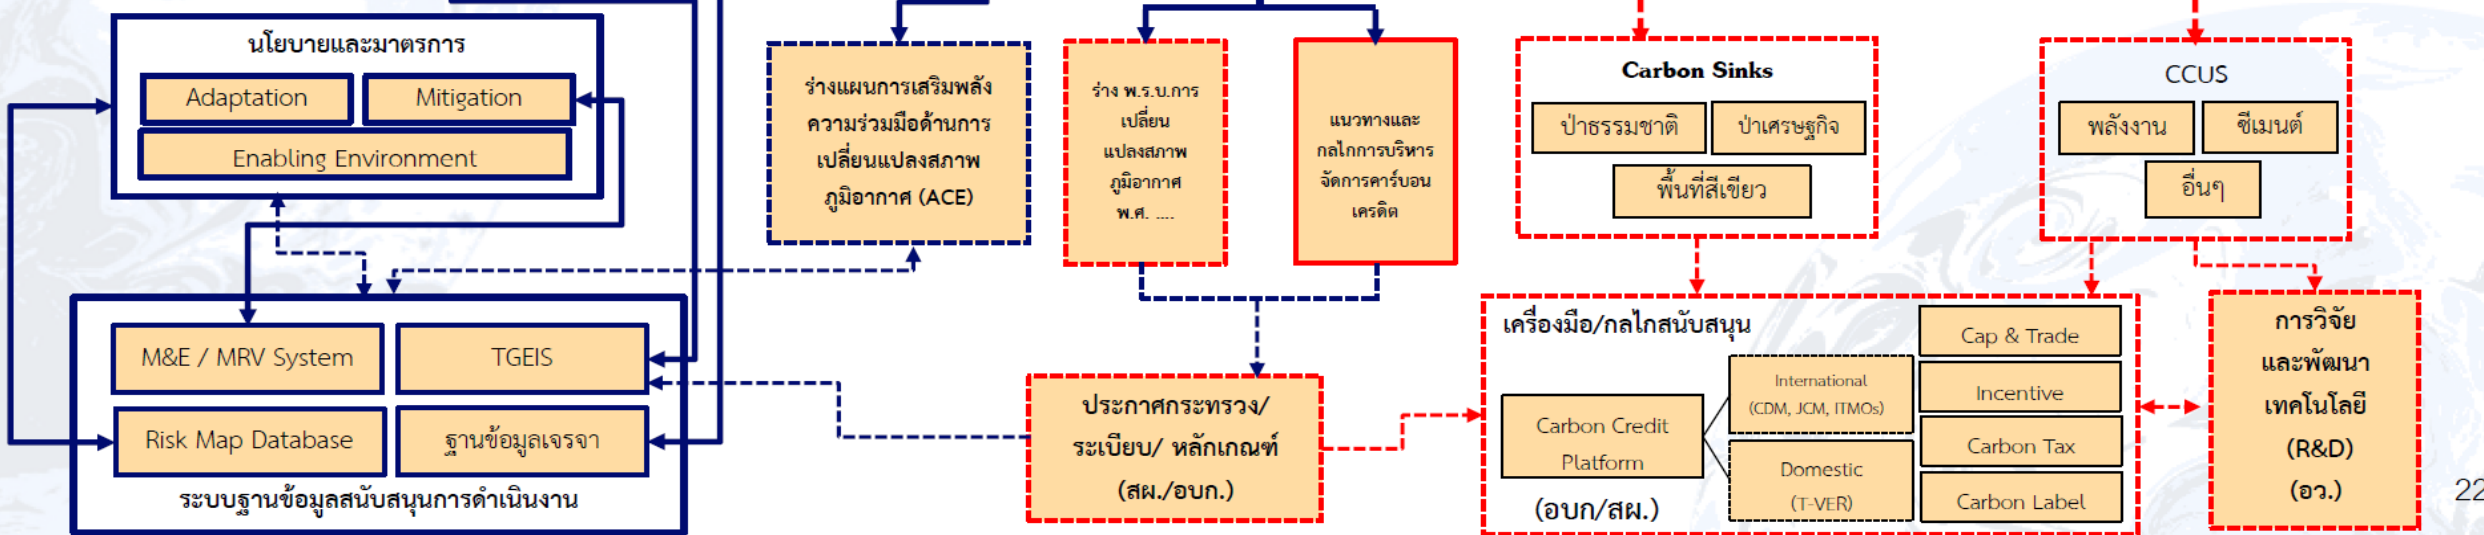 นโยบายและมาตรการ
Adaptation
Mitigation
Enabling Environment
ร่างแผนการเสริมพลัง
ความร่วมมือด้านการ
เปลี่ยนแปลงสภาพ
ภูมิอากาศ (ACE)
ร่าง พ.ร.บ.การ
เปลี่ยน
แปลงสภาพ
ภูมิอากาศ
พ.ศ. ....
แนวทางและ
กลไกการบริหาร
จัดการคาร์บอน
เครดิต
Carbon Sinks
ป่าธรรมชาติ
ป่าเศรษฐกิจ
พื้นที่สีเขียว
CCUS
พลังงาน
ซีเมนต์
อื่นๆ
M&E / MRV System
TGEIS
Risk Map Database
ฐานข้อมูลเจรจา
ระบบฐานข้อมูลสนับสนุนการดำเนินงาน
ประกาศกระทรวง/
ระเบียบ/ หลักเกณฑ์
(สผ./อบก.)
เครื่องมือ/กลไกสนับสนุน
Carbon Credit
Platform
(อบก/สผ.)
International
(CDM, JCM, ITMOs)
Domestic
(T-VER)
Cap & Trade
Incentive
Carbon Tax
Carbon Label
การวิจัย
และพัฒนา
เทคโนโลยี
(R&D)
(อว.)
22